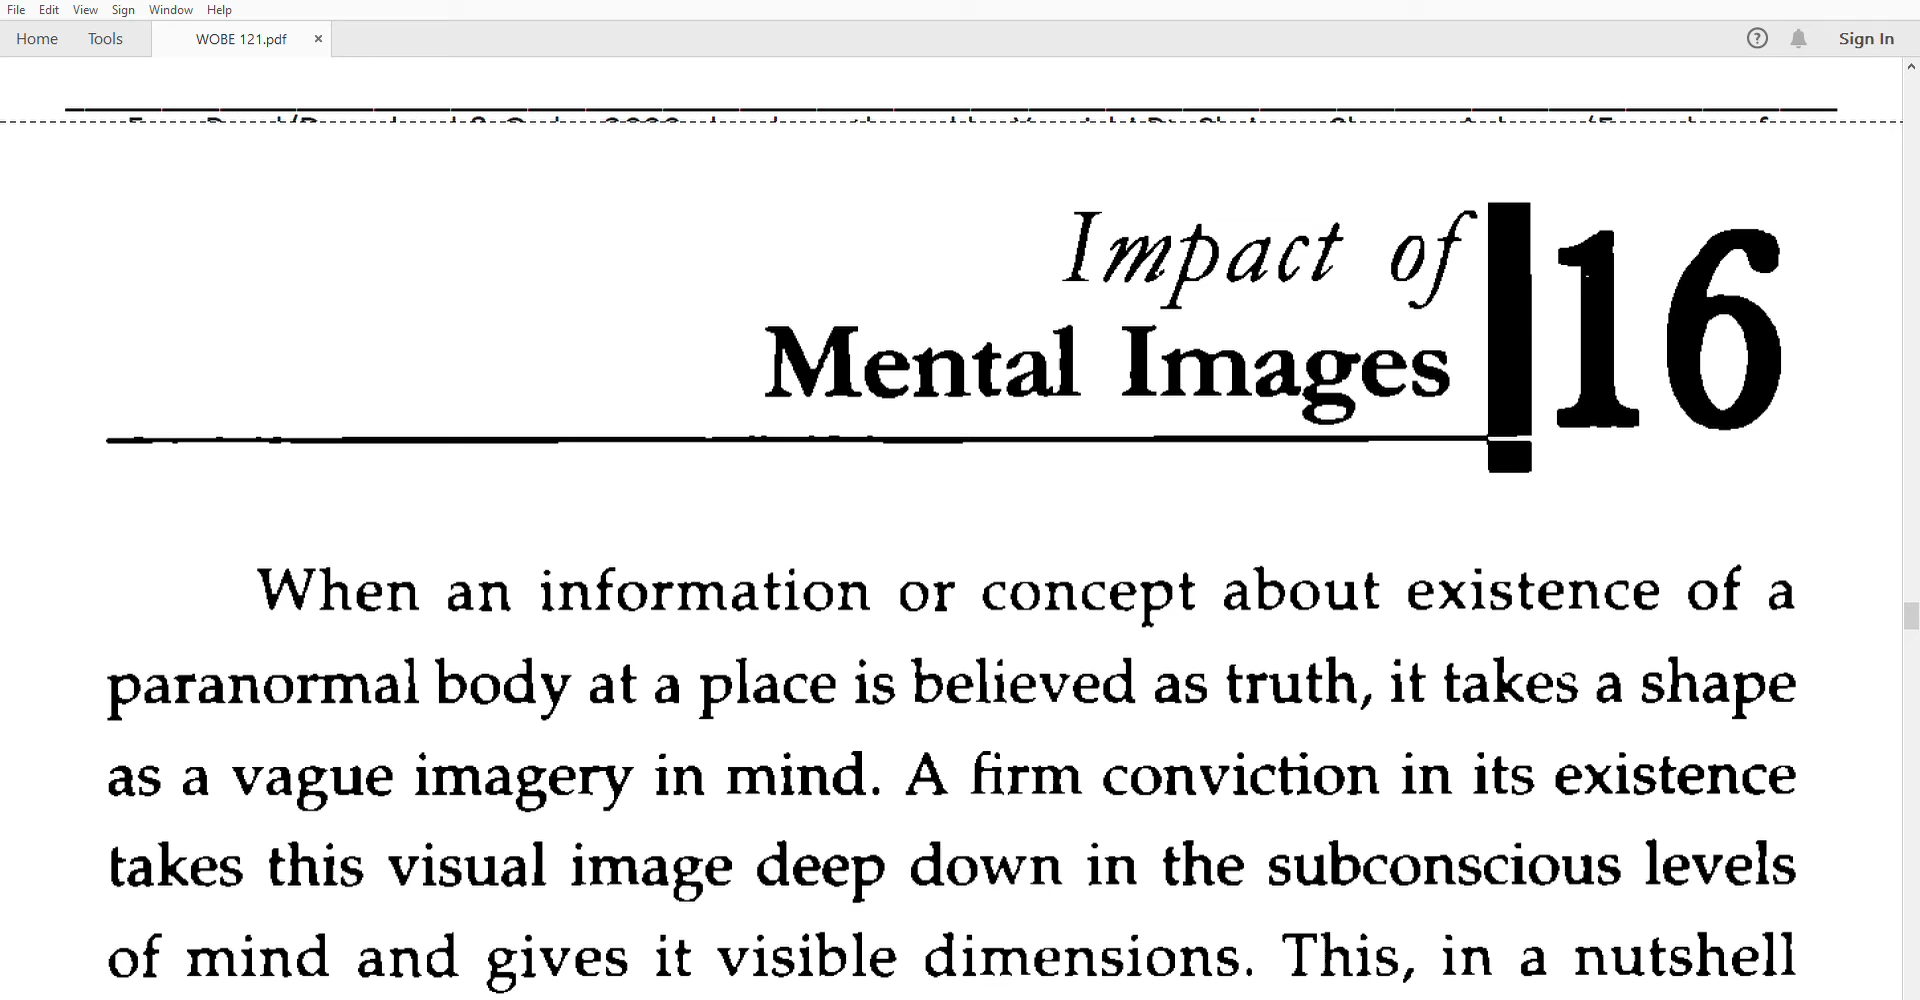 File Edit View Sign Window Help
Home Tools WOBE 121.pdf × ? Sign In
Impact of
Mental Images
16
When an information or concept about existence of a
paranormal body at a place is believed as truth, it takes a shape
as a vague imagery in mind. A firm conviction in its existence
takes this visual image deep down in the subconscious levels
of mind and gives it visible dimensions. This, in a nutshell